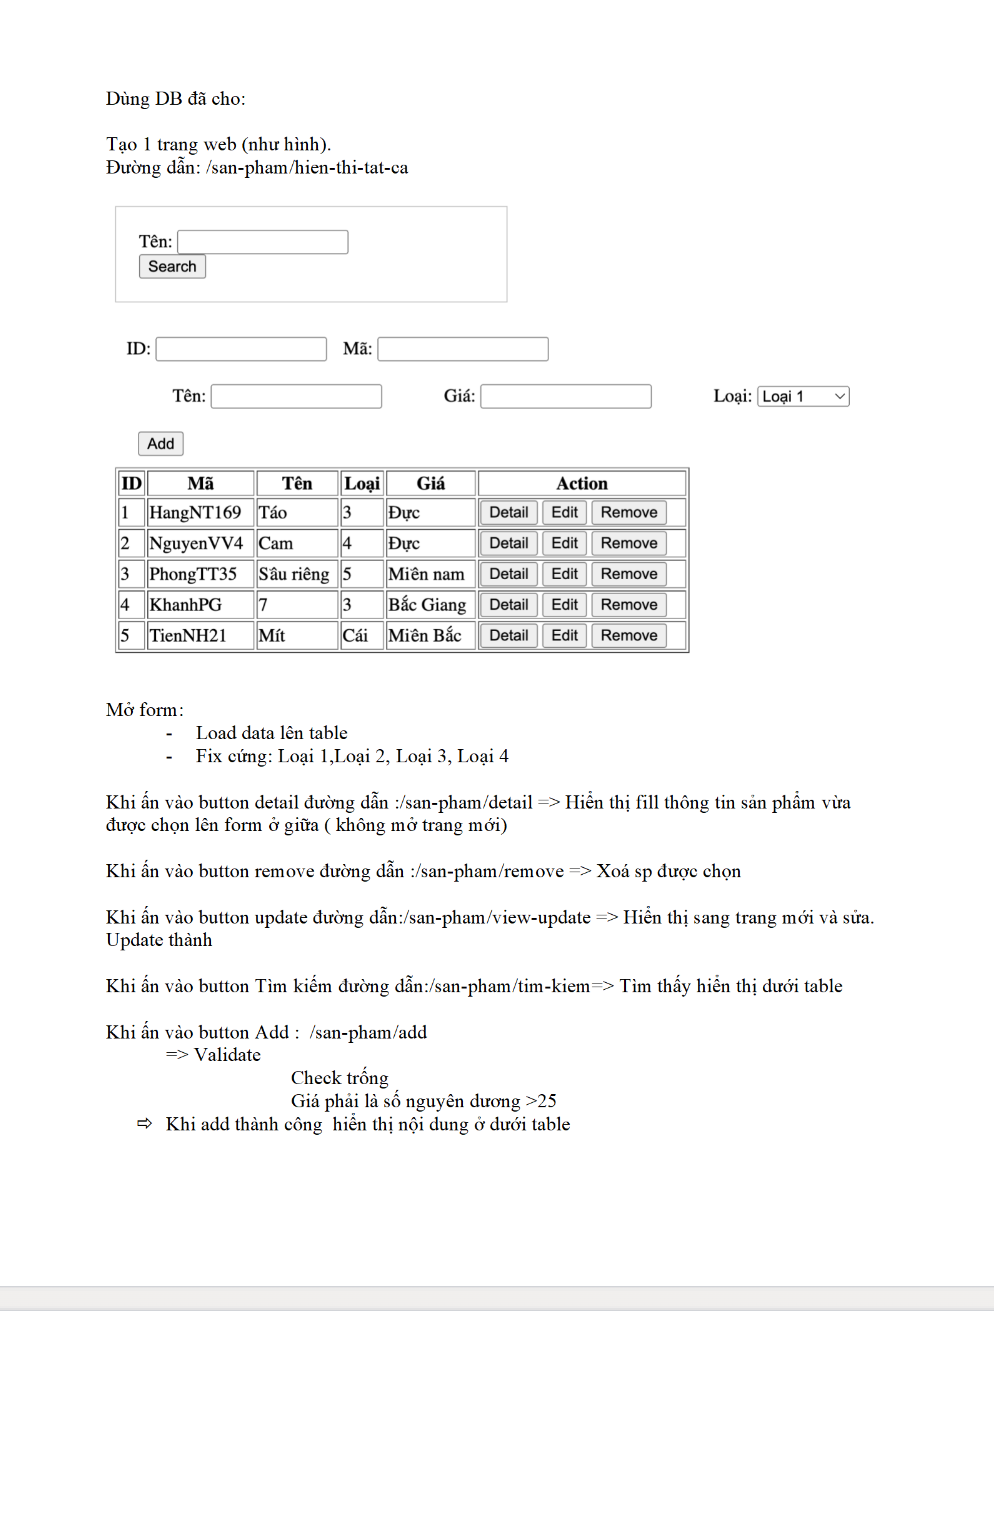 Dùng DB đã cho:
Tạo 1 trang web (như hình).
Đường dẫn: /san-pham/hien-thi-tat-ca
Tên:
Search
ID: Mã:
Tên: Giá: Loại: Loại 1
Add
ID Mã Tên Loại Giá Action
1 HangNT169 Táo 3 Đực Detail Edit Remove
2 NguyenVV4 Cam 4 Đực Detail Edit Remove
3 PhongTT35 Sâu riêng 5 Miên nam Detail Edit Remove
4 KhanhPG 7 3 Bắc Giang Detail Edit Remove
5 TienNH21 Mít Cái Miên Bắc Detail Edit Remove
Mở form:
- Load data lên table
- Fix cứng: Loại 1,Loại 2, Loại 3, Loại 4
Khi ấn vào button detail đường dẫn :/san-pham/detail => Hiển thị fill thông tin sản phẩm vừa
được chọn lên form ở giữa ( không mở trang mới)
Khi ấn vào button remove đường dẫn :/san-pham/remove => Xoá sp được chọn
Khi ấn vào button update đường dẫn:/san-pham/view-update => Hiển thị sang trang mới và sửa.
Update thành
Khi ấn vào button Tìm kiếm đường dẫn:/san-pham/tim-kiem=> Tìm thấy hiển thị dưới table
Khi ấn vào button Add : /san-pham/add
=> Validate
Check trống
Giá phải là số nguyên dương >25
⇨ Khi add thành công hiển thị nội dung ở dưới table